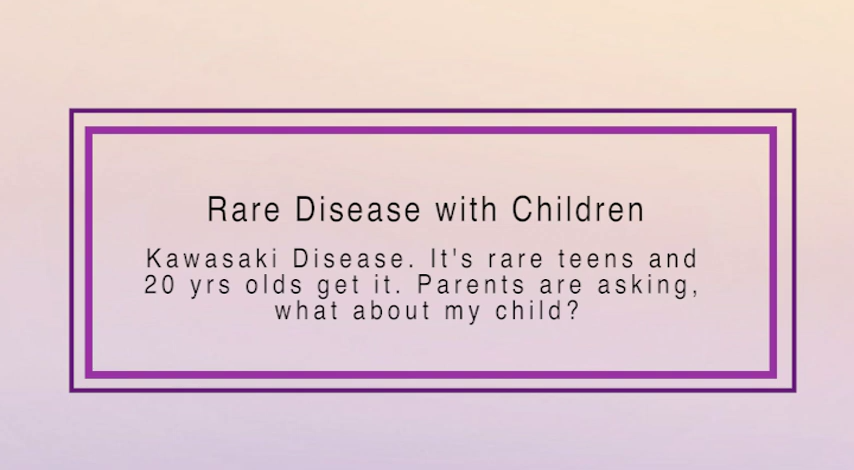 Rare Disease with Children
Kawasaki Disease. It's rare teens and
20 yrs olds get it. Parents are asking,
what about my child?